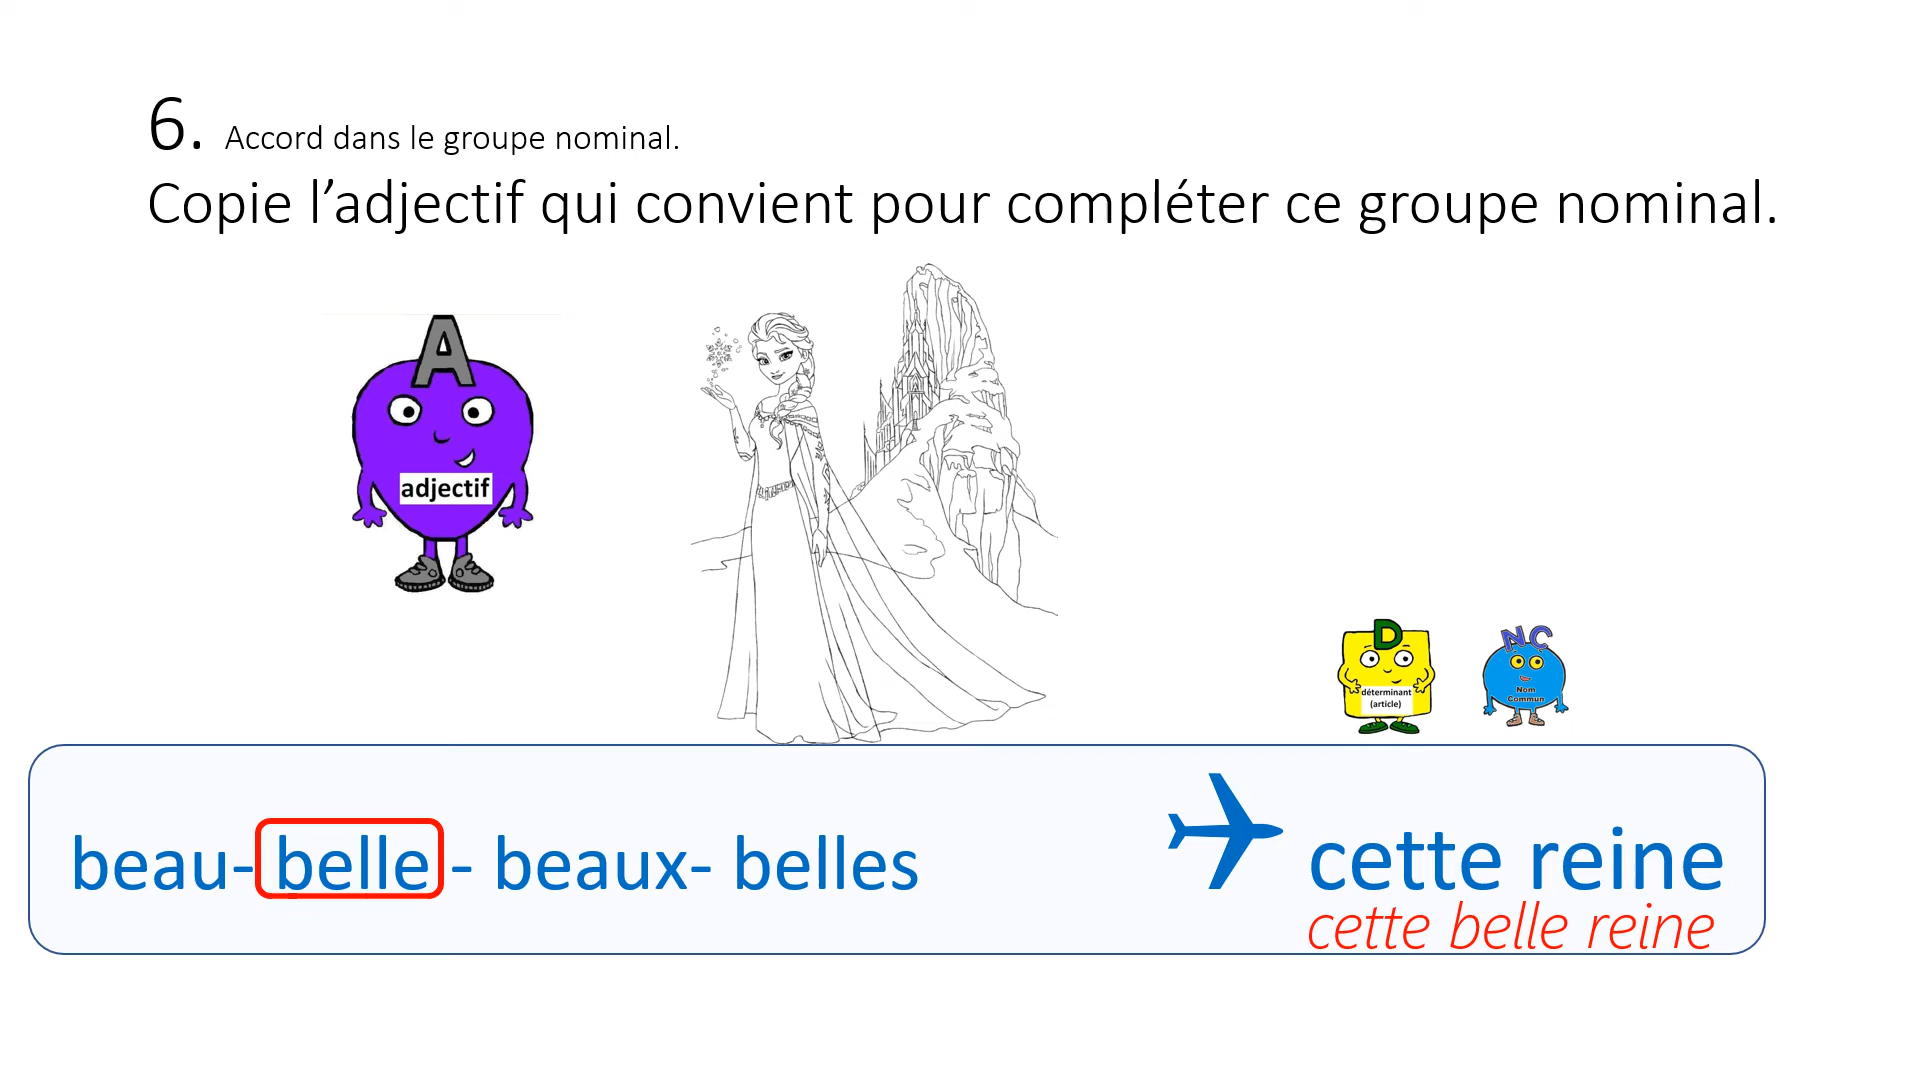 6. Accord dans le groupe nominal.
Copie l’adjectif qui convient pour compléter ce groupe nominal.
A
adjectif
D
déterminant
(article)
NC
Nom
Commun
beau- belle - beaux- belles
cette reine
cette belle reine